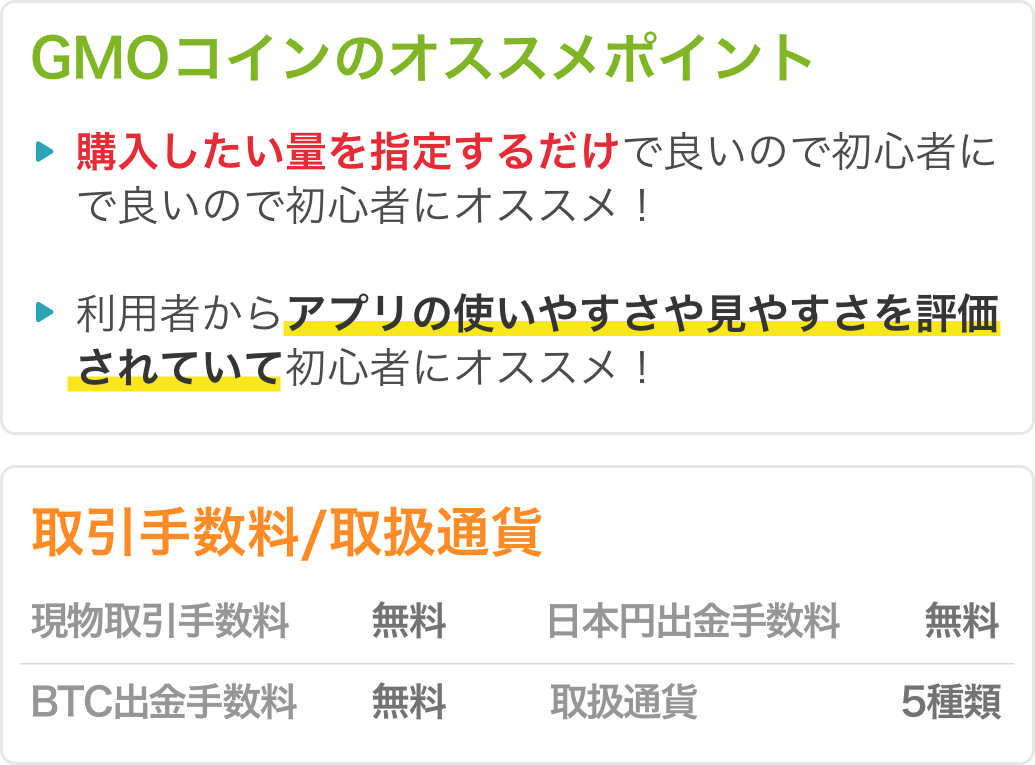 GMOコインのオススメポイント
購入したい量を指定するだけで良いので初心者に
で良いので初心者にオススメ！
利用者からアプリの使いやすさや見やすさを評価
されていて初心者にオススメ！
取引手数料/取扱通貨
現物取引手数料 無料 日本円出金手数料 無料
BTC出金手数料 無料 取扱通貨 5種類